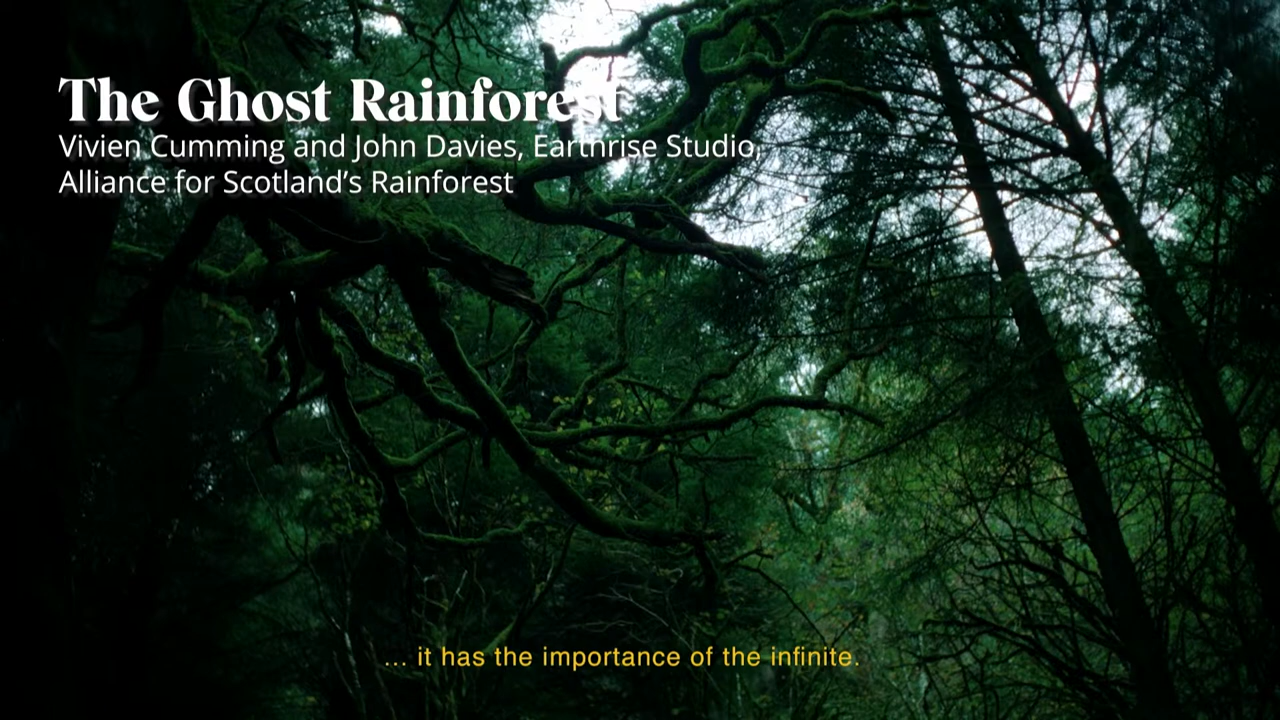 The Ghost Rainforest
Vivien Cumming and John Davies, Earthrise Studio,
Alliance for Scotland’s Rainforest
... it has the importance of the infinite.